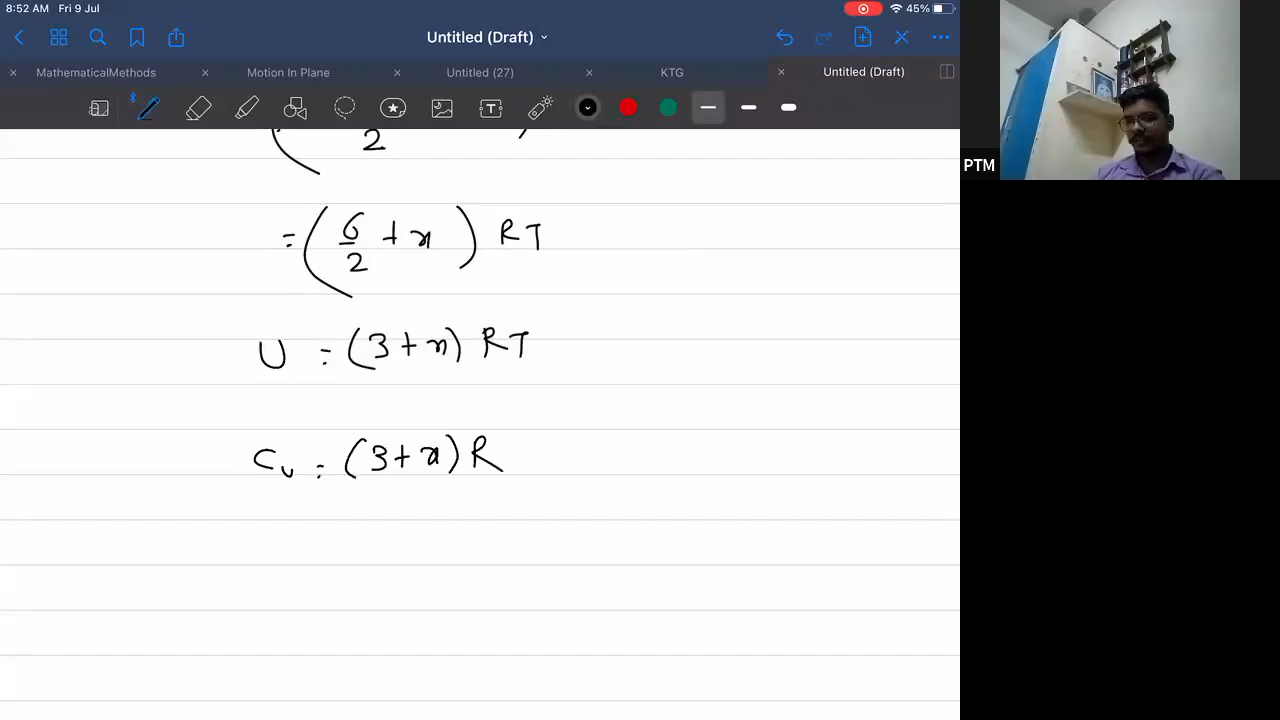 8:52 AM Fri 9 Jul 45%
Untitled (Draft)
MathematicalMethods Motion In Plane Untitled (27) KTG Untitled (Draft)
2
= (6/2 + x) RT
U = (3 + x) RT
Cv = (3 + x) R
PTM